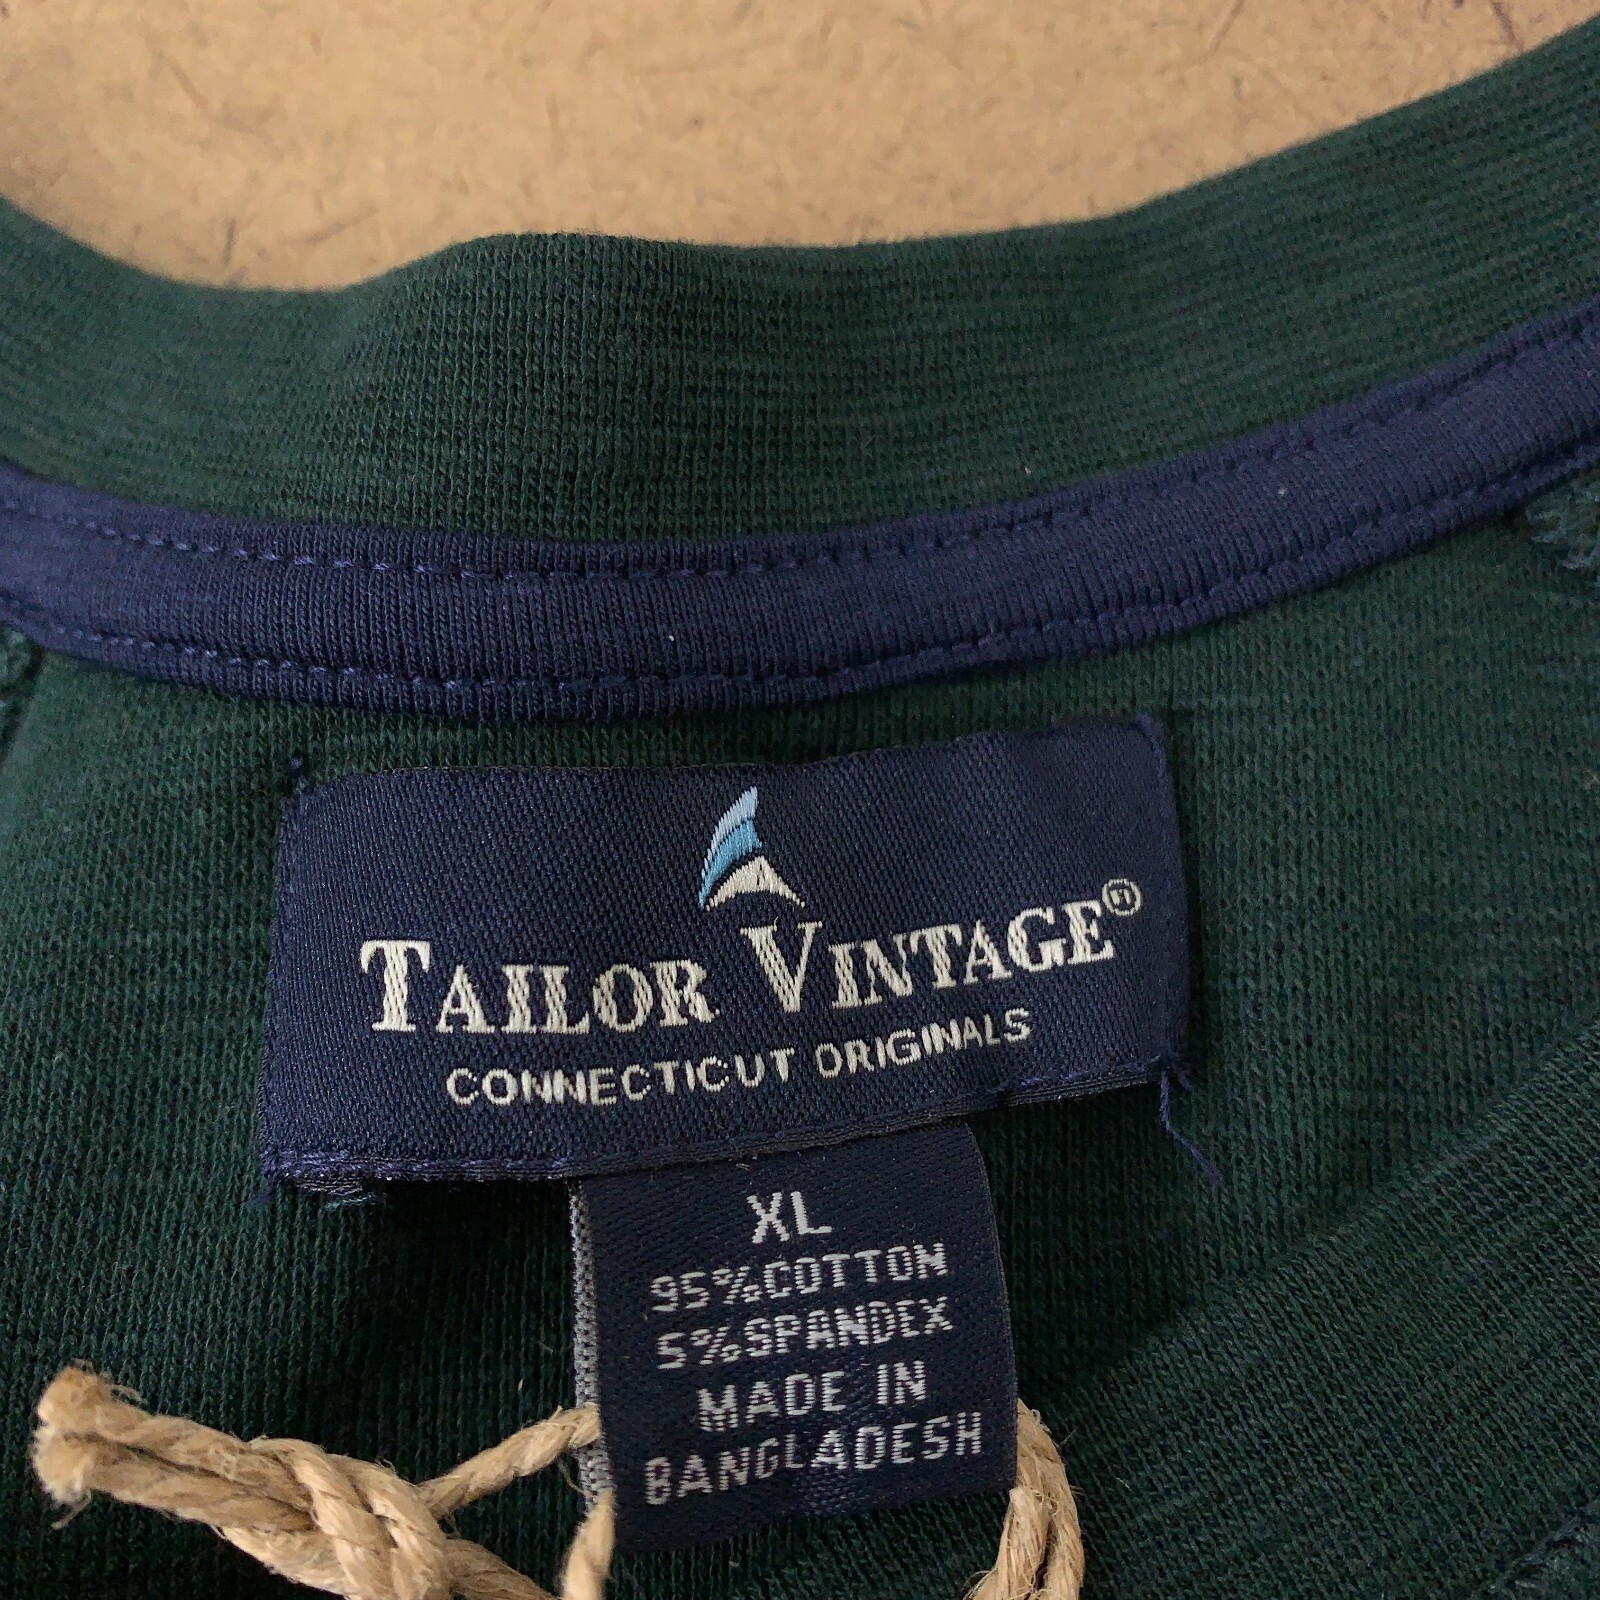 TAILOR VINTAGE®
CONNECTICUT ORIGINALS
XL
95%COTTON
5%SPANDEX
MADE IN
BANGLADESH